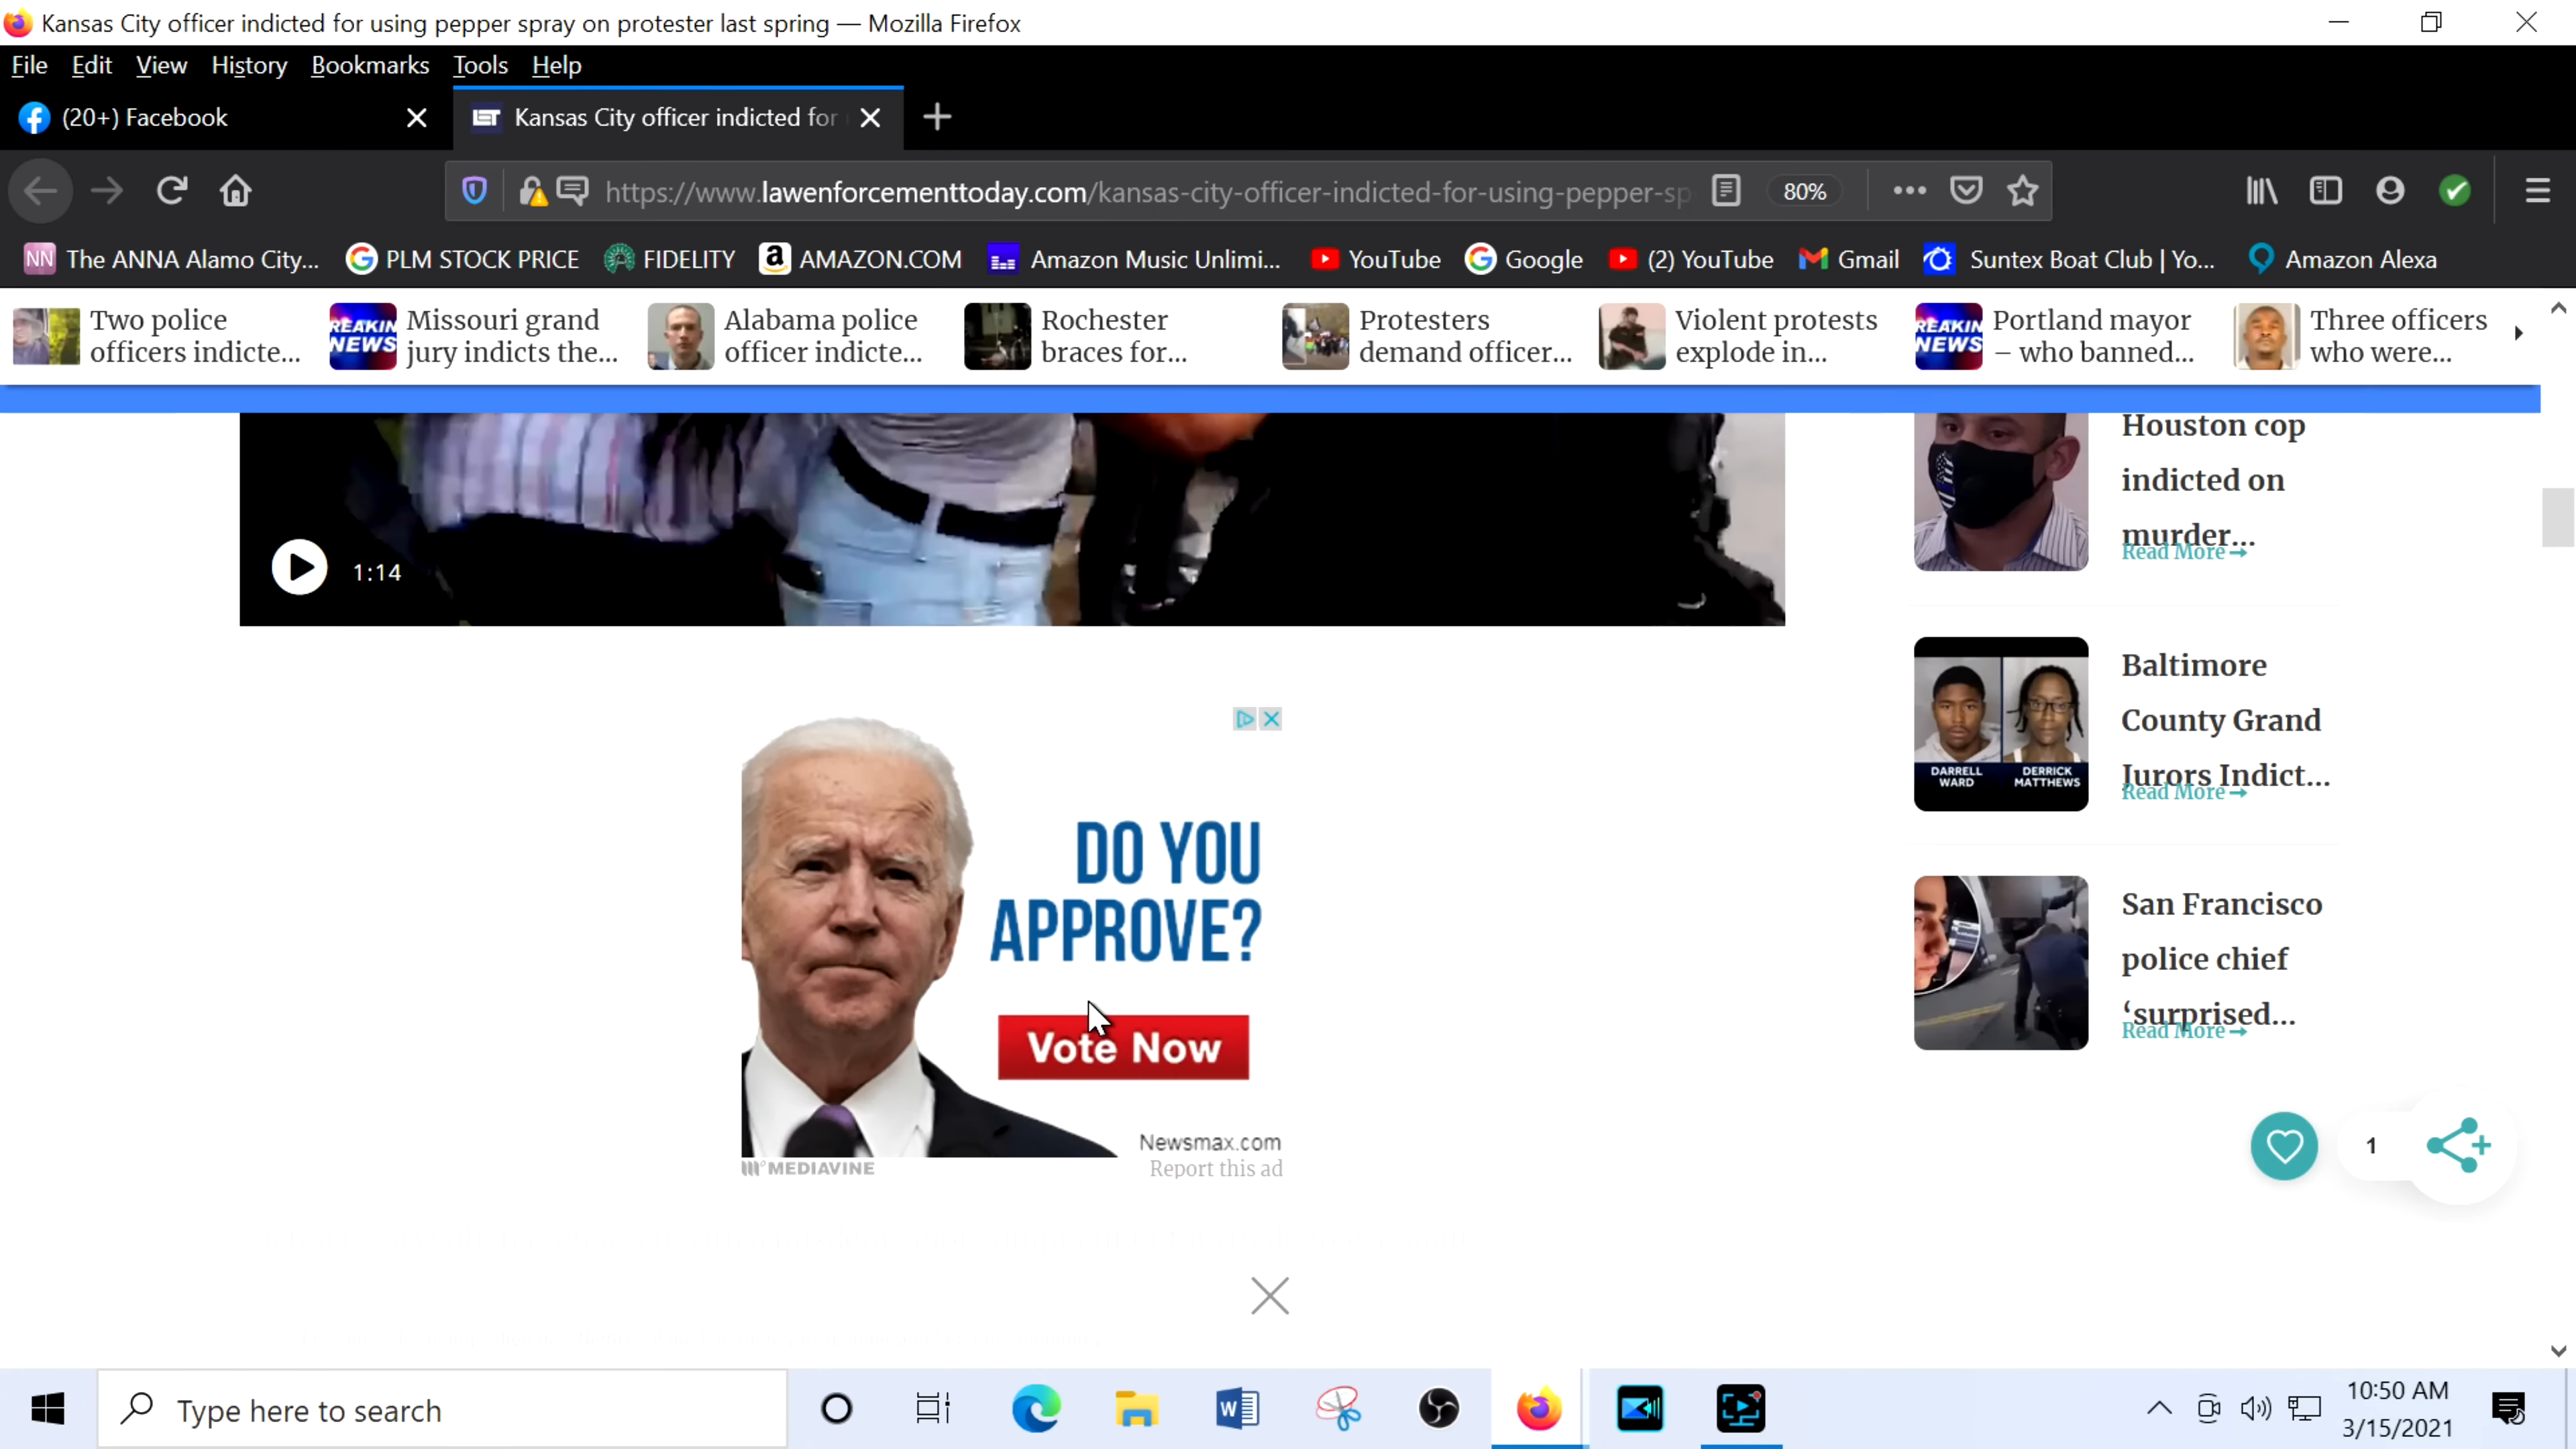 Kansas City officer indicted for using pepper spray on protester last spring — Mozilla Firefox
File Edit View History Bookmarks Tools Help
(20+) Facebook
LET Kansas City officer indicted for
https://www.lawenforcementtoday.com/kansas-city-officer-indicted-for-using-pepper-sp 80%
NN The ANNA Alamo City... PLM STOCK PRICE FIDELITY AMAZON.COM Amazon Music Unlimi... YouTube Google (2) YouTube Gmail Suntex Boat Club | Yo... Amazon Alexa
Two police officers indicte...
REAKIN NEWS
Missouri grand jury indicts the...
Alabama police officer indicte...
Rochester braces for...
Protesters demand officer...
Violent protests explode in...
REAKIN NEWS
Portland mayor – who banned...
Three officers who were...
1:14
Houston cop
indicted on
murder...
Read More →
DARRELL WARD
DERRICK MATTHEWS
Baltimore
County Grand
Jurors Indict...
Read More →
San Francisco
police chief
‘surprised...
Read More →
DO YOU
APPROVE?
Vote Now
Newsmax.com
MEDIAVINE
Report this ad
1
Type here to search
10:50 AM
3/15/2021